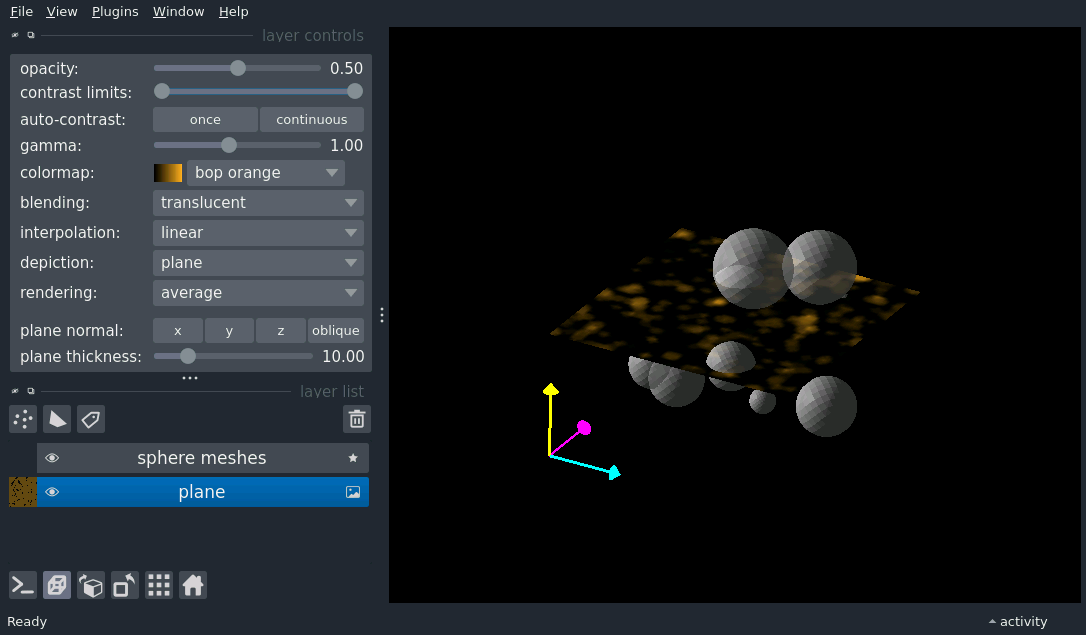 File View Plugins Window Help
layer controls
opacity: 0.50
contrast limits:
auto-contrast: once continuous
gamma: 1.00
colormap: bop orange
blending: translucent
interpolation: linear
depiction: plane
rendering: average
plane normal: x y z oblique
plane thickness: 10.00
layer list
sphere meshes
plane
Ready activity